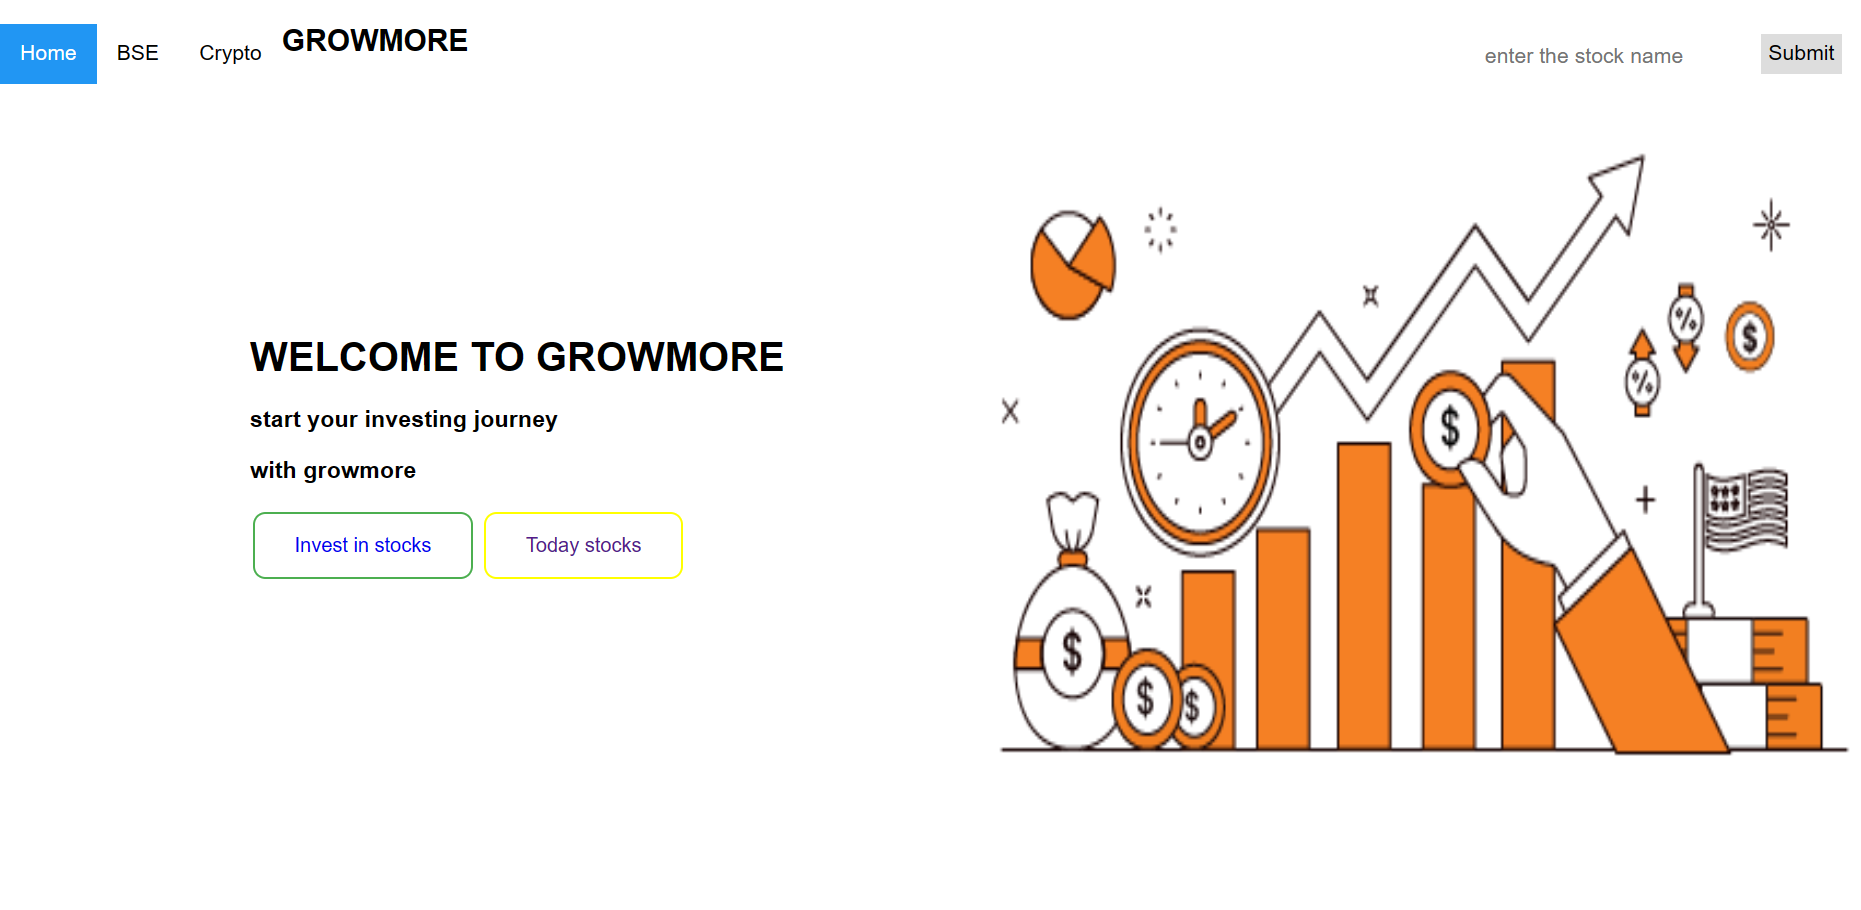 Home BSE Crypto GROWMORE enter the stock name Submit
WELCOME TO GROWMORE
start your investing journey
with growmore
Invest in stocks Today stocks
%
$
%
$
$
$ $